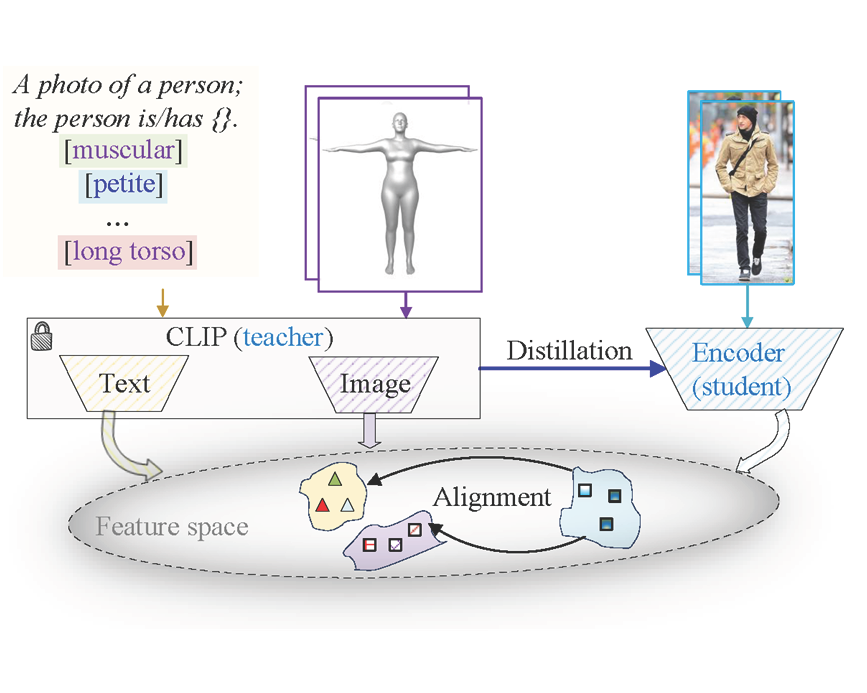 A photo of a person;
the person is/has {}.
[muscular]
[petite]
...
[long torso]
CLIP (teacher)
Text
Image
Distillation
Encoder
(student)
Feature space
Alignment